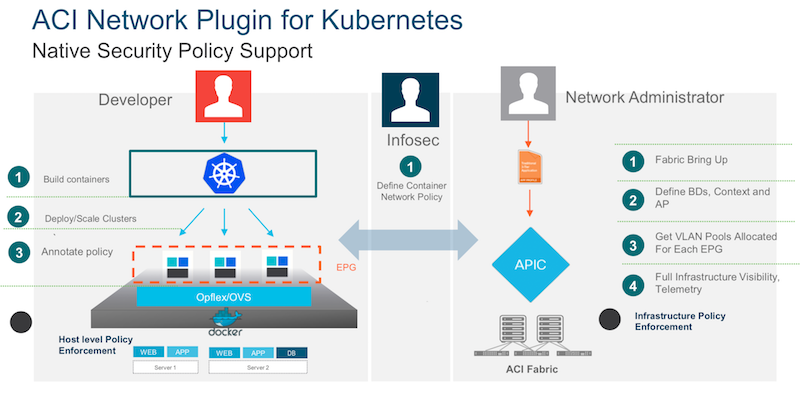 ACI Network Plugin for Kubernetes
Native Security Policy Support
Developer
1
Build containers
2
Deploy/Scale Clusters
3
Annotate policy
EPG
Opflex/OVS
docker
Host level Policy
Enforcement
WEB
APP
Server 1
WEB
APP
DB
Server 2
Infosec
1
Define Container
Network Policy
Network Administrator
APIC
ACI Fabric
1
Fabric Bring Up
2
Define BDs, Context and
AP
3
Get VLAN Pools Allocated
For Each EPG
4
Full Infrastructure Visibility,
Telemetry
Infrastructure Policy
Enforcement